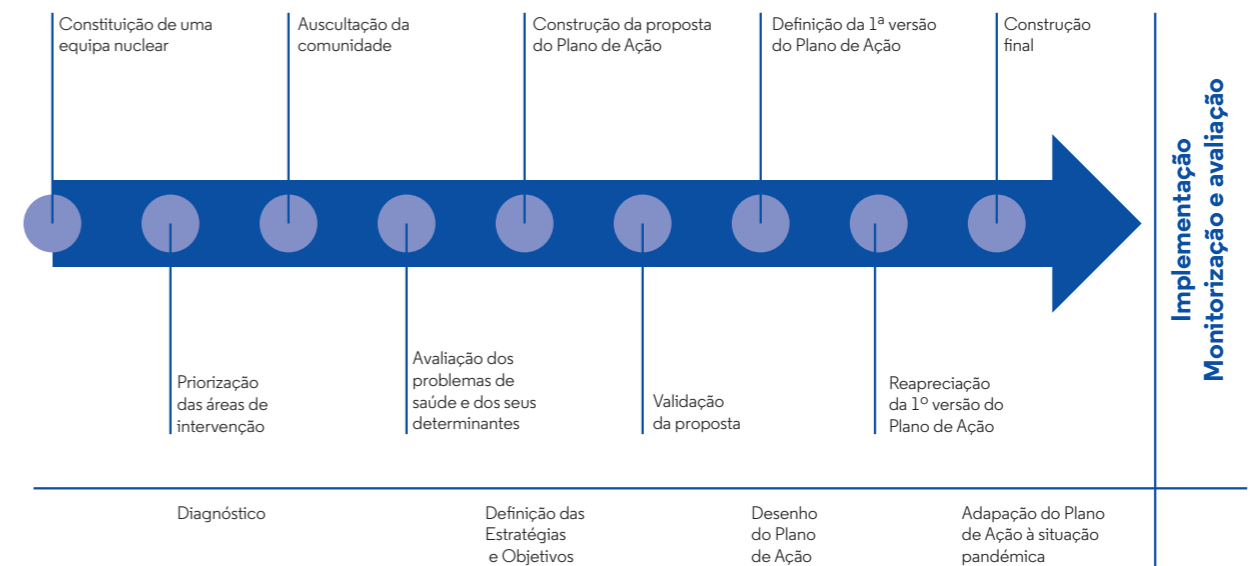 Constituição de uma
equipa nuclear
Auscultação da
comunidade
Construção da proposta
do Plano de Ação
Definição da 1ª versão
do Plano de Ação
Construção
final
Priorização
das áreas de
intervenção
Avaliação dos
problemas de
saúde e dos seus
determinantes
Validação
da proposta
Reapreciação
da 1º versão do
Plano de Ação
Implementação
Monitorização e avaliação
Diagnóstico
Definição das
Estratégias
e Objetivos
Desenho
do Plano
de Ação
Adapação do Plano
de Ação à situação
pandémica